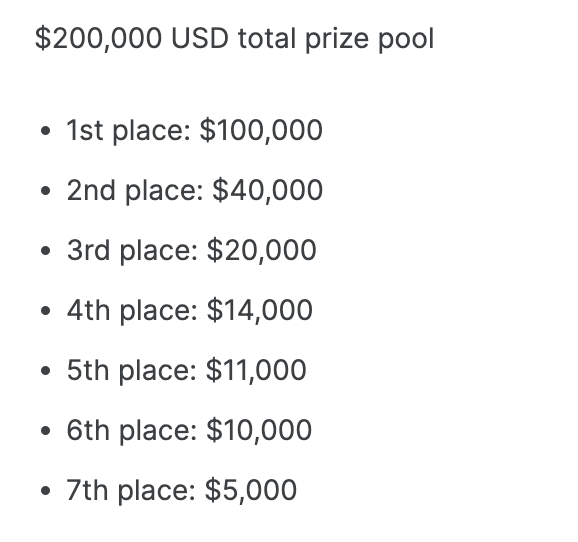 $200,000 USD total prize pool
• 1st place: $100,000
• 2nd place: $40,000
• 3rd place: $20,000
• 4th place: $14,000
• 5th place: $11,000
• 6th place: $10,000
• 7th place: $5,000